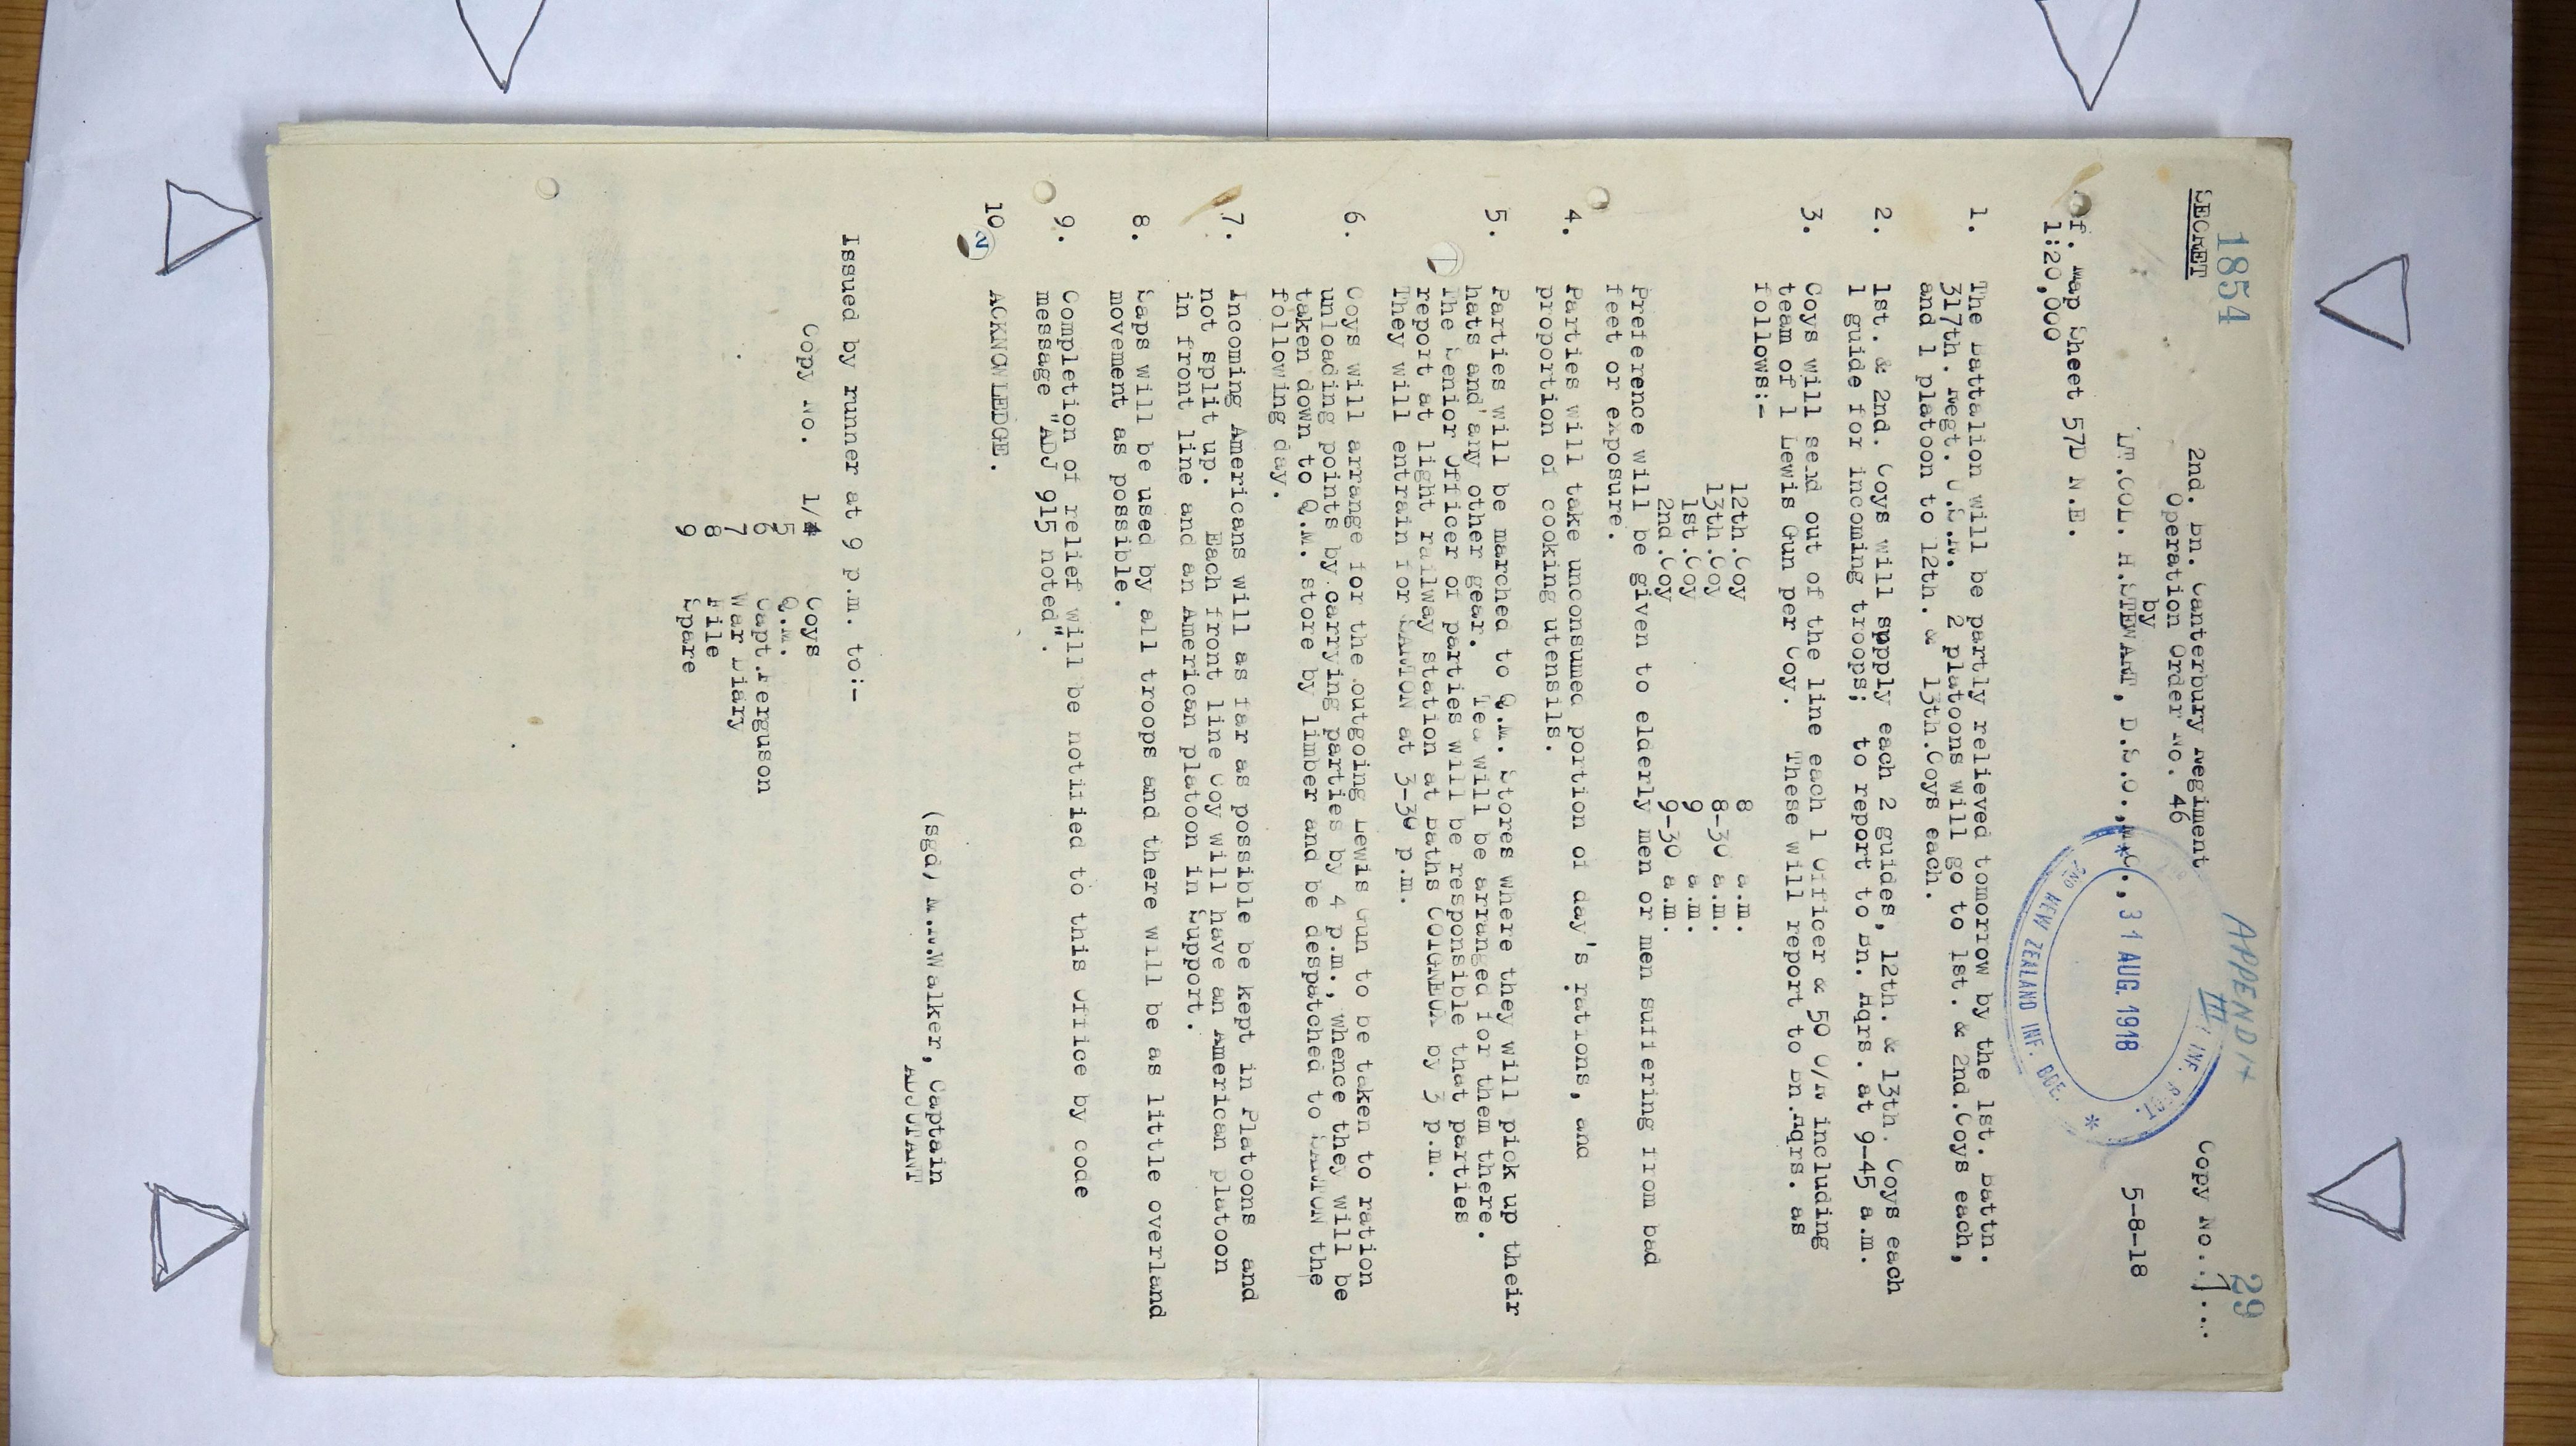 1854
29
APPENDIX
III
SECRET
2nd. Bn. Canterbury Regiment
Copy No..7...
Operation Order No. 46
by
LT.COL. H.STEWART, D.S.O.,M.C.,
5-8-18
INF. REGT.
31 AUG. 1918
2ND NEW ZEALAND INF. BDE.
ef. Map Sheet 57D N.E.
1:20,000
1. The Battalion will be partly relieved tomorrow by the 1st. Battn.
317th. Regt. U.S.N. 2 platoons will go to 1st. & 2nd.Coys each,
and 1 platoon to 12th. & 13th.Coys each.
2. 1st. & 2nd. Coys will supply each 2 guides, 12th. & 13th. Coys each
1 guide for incoming troops; to report to Bn. Hqrs. at 9-45 a.m.
3. Coys will send out of the line each 1 Officer & 50 O/R including
team of 1 Lewis Gun per Coy. These will report to Bn.Hqrs. as
follows:-
12th.Coy 8 a.m.
13th.Coy 8-30 a.m.
1st.Coy 9 a.m.
2nd.Coy 9-30 a.m.
Preference will be given to elderly men or men suffering from bad
feet or exposure.
4. Parties will take unconsumed portion of day's rations, and
proportion of cooking utensils.
5. Parties will be marched to Q.M. Stores where they will pick up their
hats and any other gear. Tea will be arranged for them there.
The Senior Officer of parties will be responsible that parties
report at light railway station at Baths COIGNEUX by 3 p.m.
They will entrain for SAMTON at 3-30 p.m.
6. Coys will arrange for the outgoing Lewis Gun to be taken to ration
unloading points by carrying parties by 4 p.m., whence they will be
taken down to Q.M. store by limber and be despatched to SAMTON the
following day.
7. Incoming Americans will as far as possible be kept in Platoons and
not split up. Each front line Coy will have an American platoon
in front line and an American platoon in Support.
8. Saps will be used by all troops and there will be as little overland
movement as possible.
9. Completion of relief will be notified to this Office by code
message "ADJ 915 noted".
10. ACKNOWLEDGE.
(sgd) M.N.Walker, Captain
ADJUTANT
Issued by runner at 9 p.m. to:-
Copy No. 1/4 Coys
5 Q.M.
6 Capt.Ferguson
7 War Diary
8 File
9 Spare